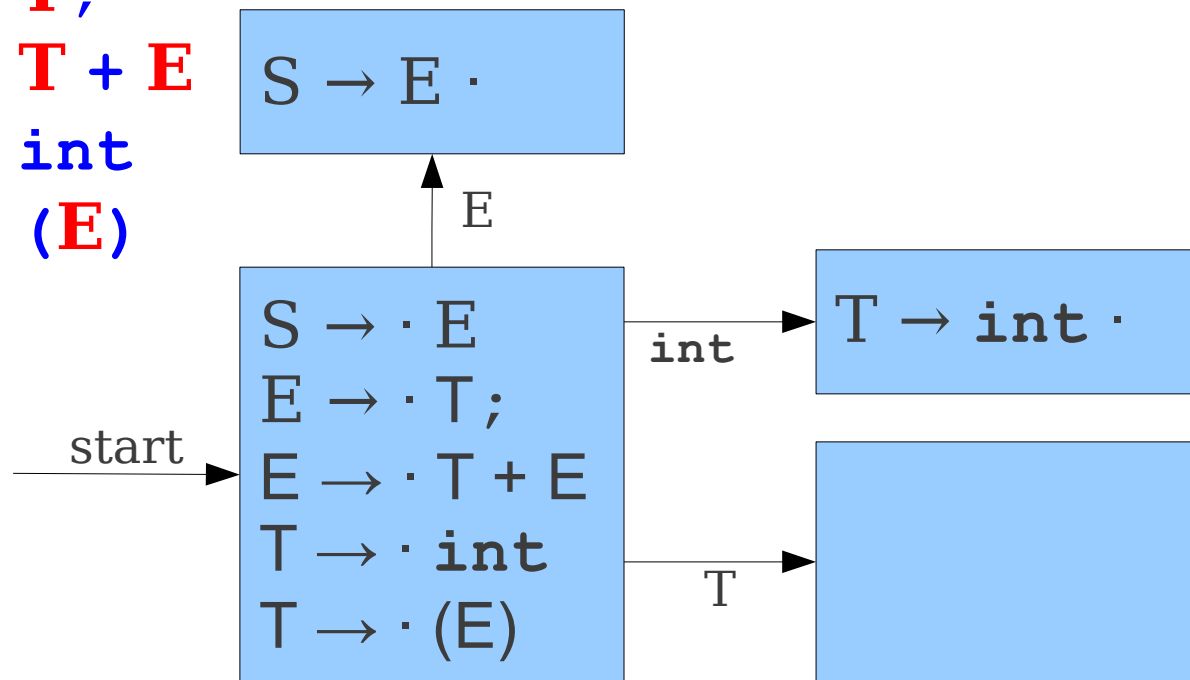 T;
T + E
int
(E)
S → E ·
E
S → · E
E → · T ;
E → · T + E
T → · int
T → · (E)
start
int
T → int ·
T